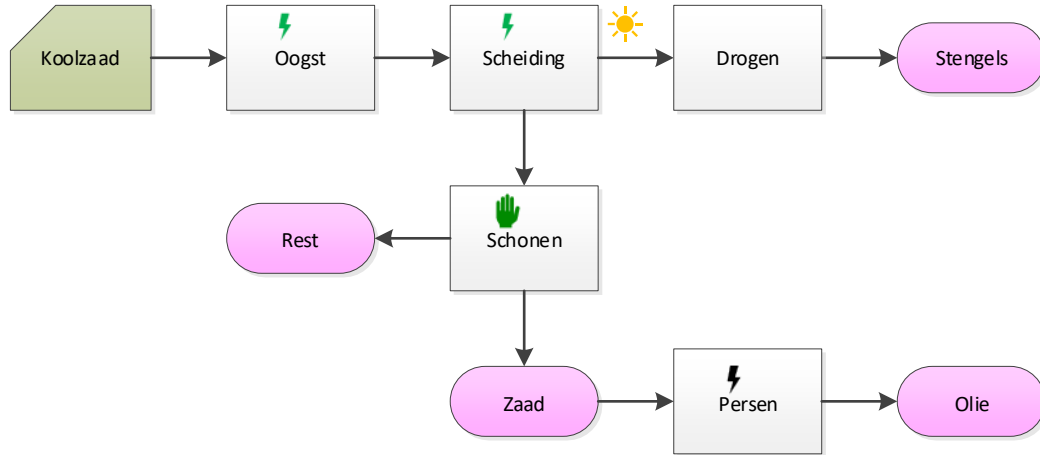 Koolzaad
Oogst
Scheiding
Drogen
Stengels
Rest
Schonen
Zaad
Persen
Olie